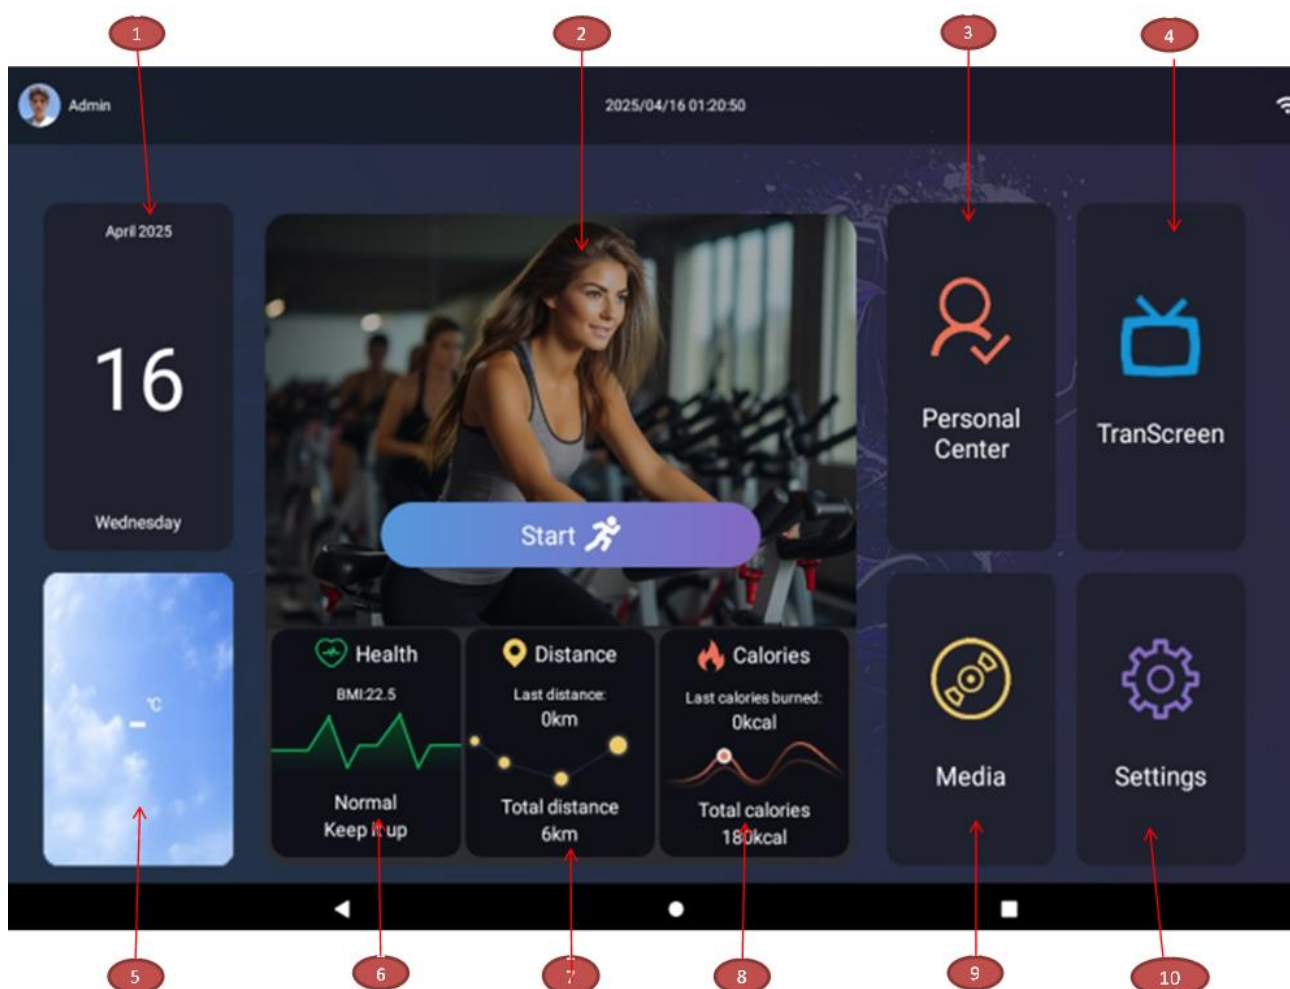 1
2
3
4
Admin
2025/04/16 01:20:50
April 2025
16
Wednesday
Start
Personal
Center
TranScreen
-°C
Health
BMI:22.5
Normal
Keep it up
Distance
Last distance:
0km
Total distance
6km
Calories
Last calories burned:
0kcal
Total calories
180kcal
Media
Settings
5
6
7
8
9
10